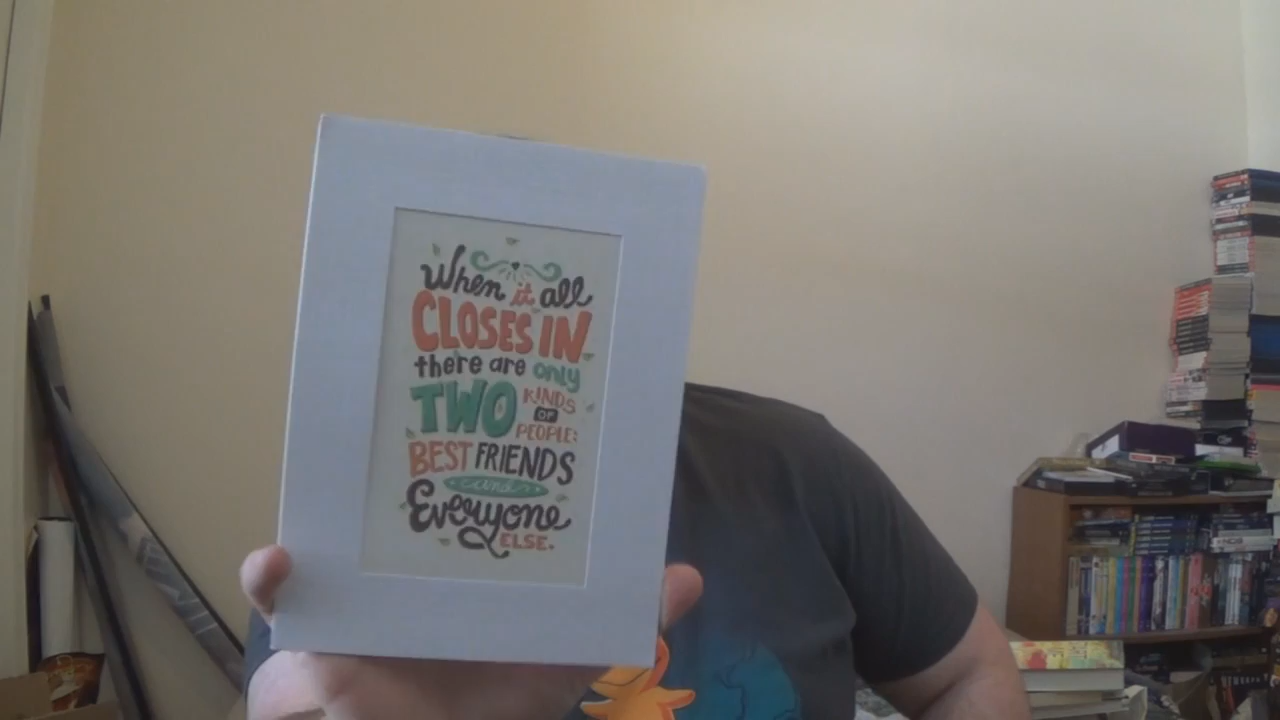 When it all
CLOSES IN
there are only
TWO KINDS
OF
PEOPLE:
BEST FRIENDS
and
Everyone
ELSE.